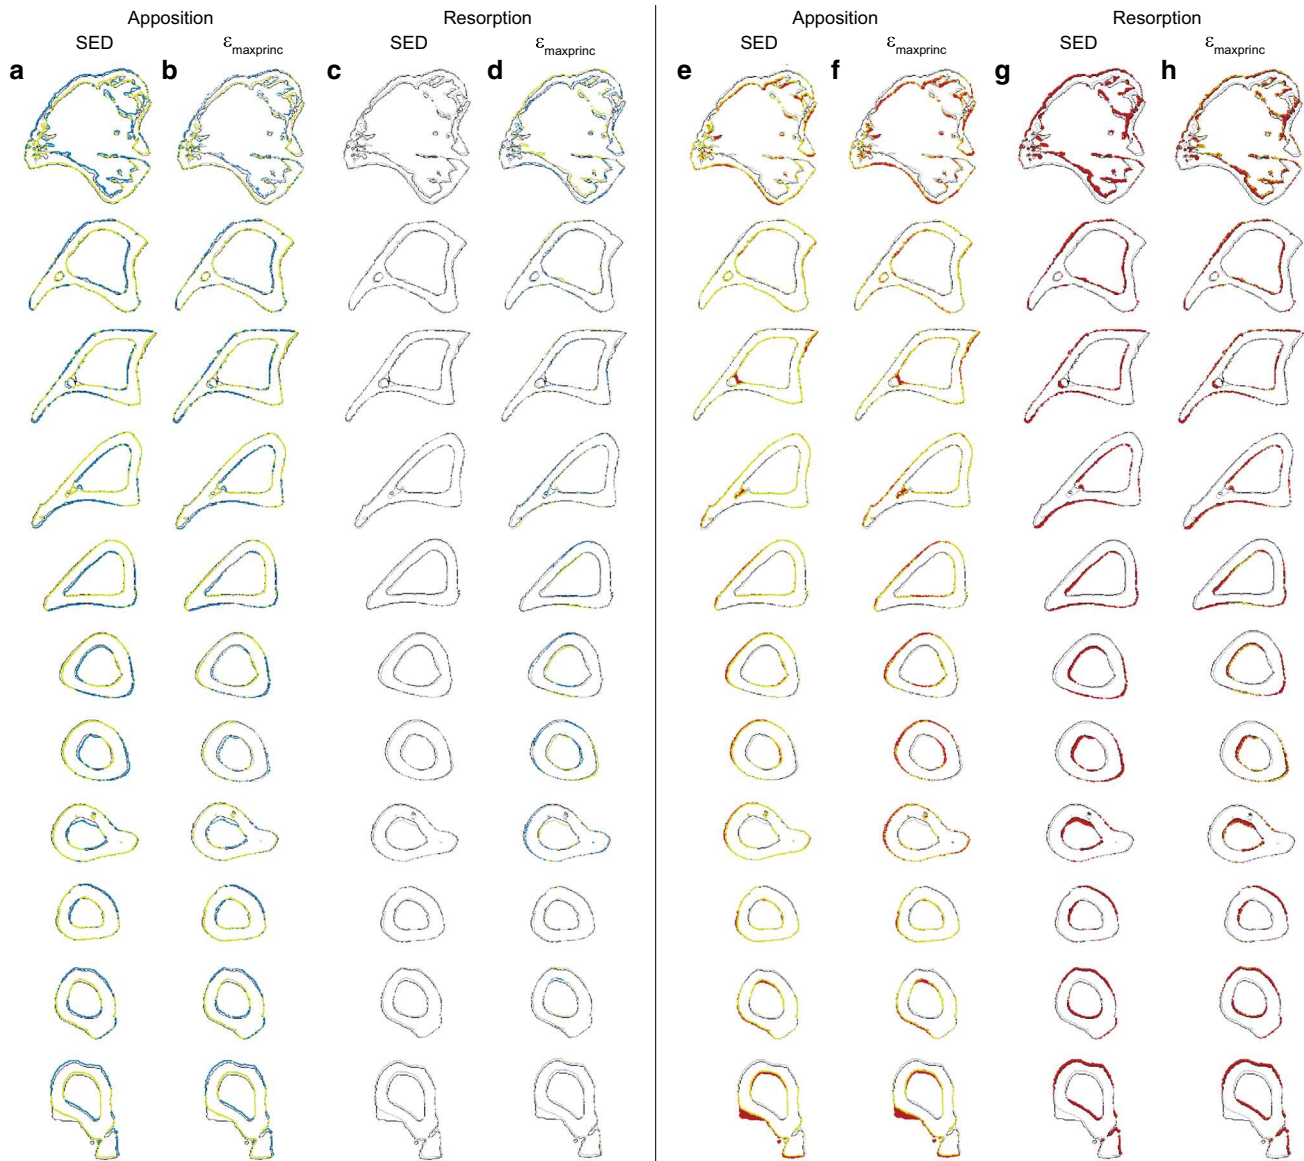 Apposition Resorption Apposition Resorption
SED εmaxprinc SED εmaxprinc SED εmaxprinc SED εmaxprinc
a b c d e f g h